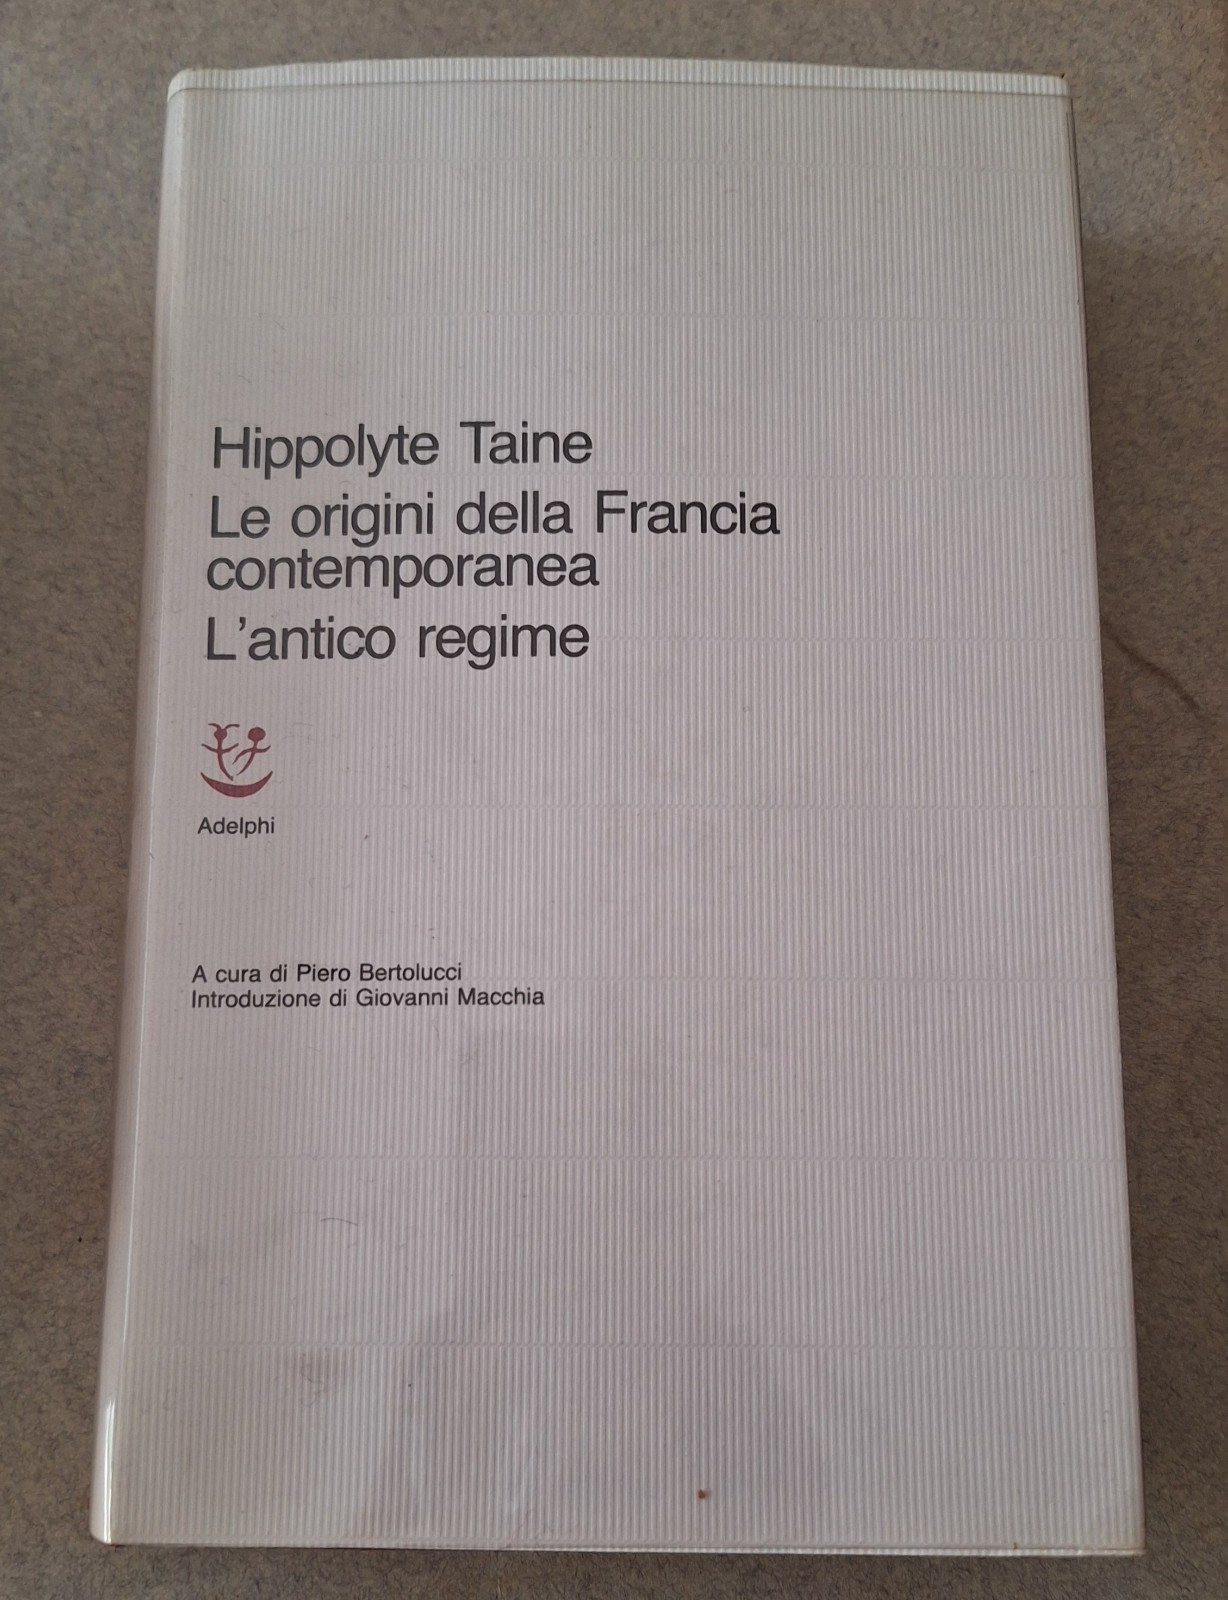 Hippolyte Taine
Le origini della Francia
contemporanea
L'antico regime
Adelphi
A cura di Piero Bertolucci
Introduzione di Giovanni Macchia